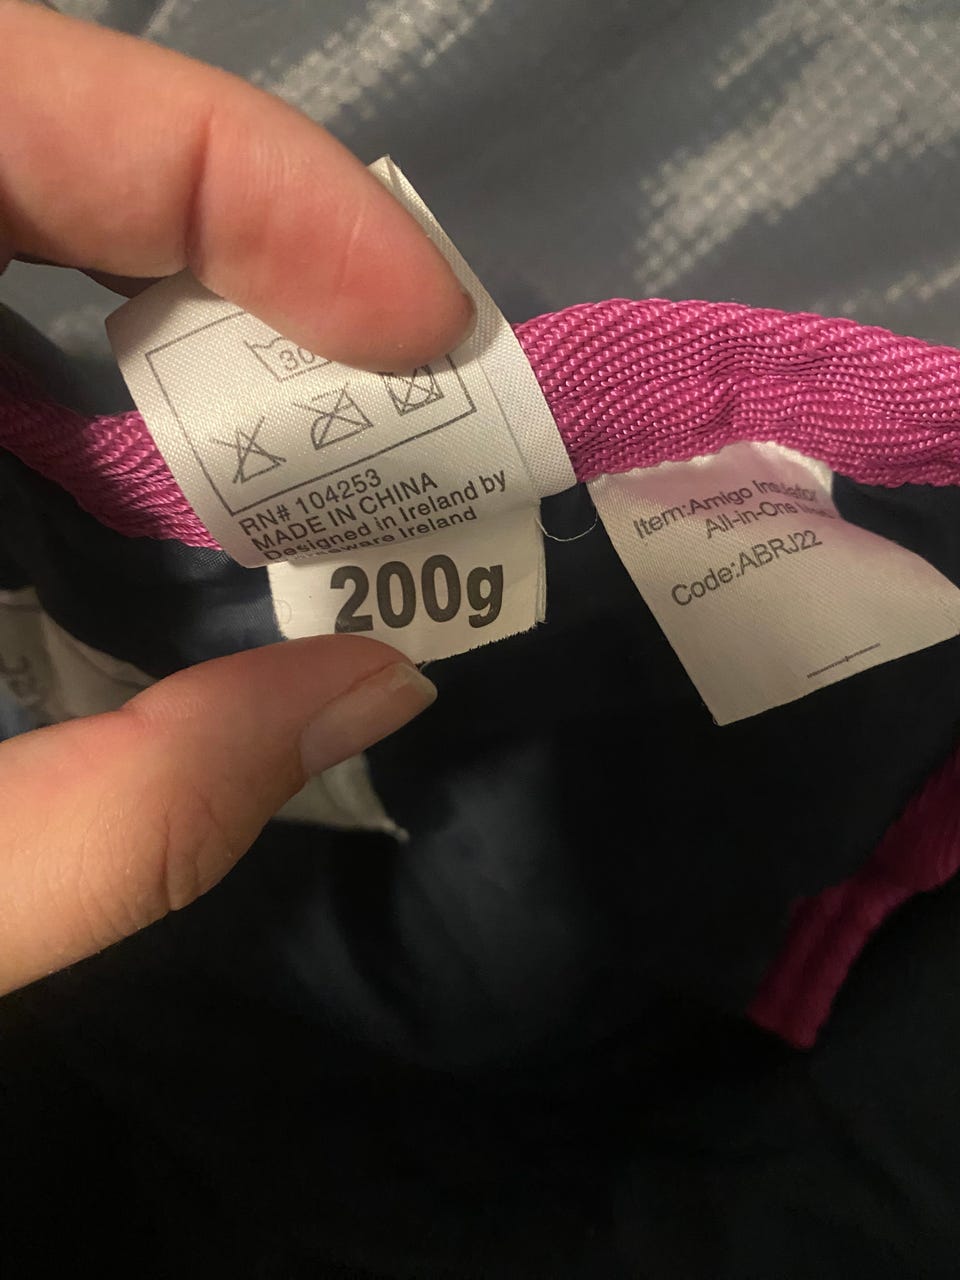 30
RN# 104253
MADE IN CHINA
Designed in Ireland by
Ireland
200g
Item:Amigo Insulator
All-in-One
Code:ABRJ22